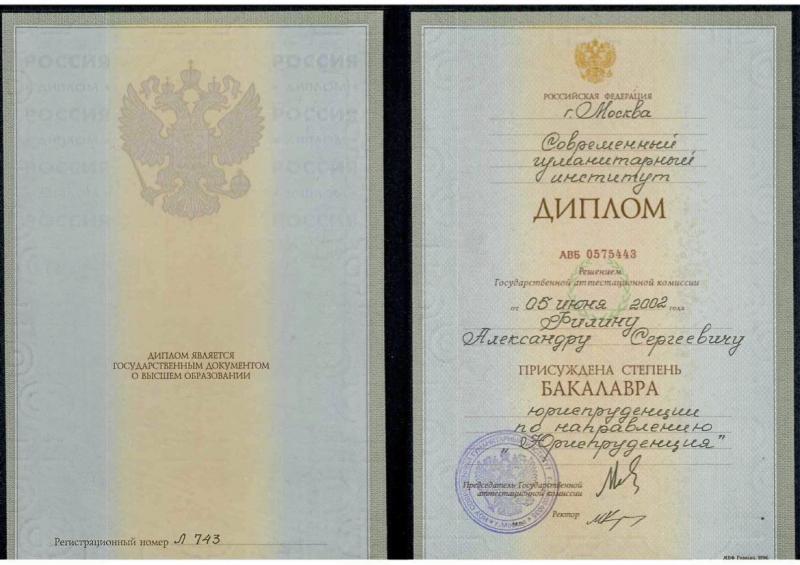 ДИПЛОМ ЯВЛЯЕТСЯ
ГОСУДАРСТВЕННЫМ ДОКУМЕНТОМ
О ВЫСШЕМ ОБРАЗОВАНИИ
Регистрационный номер Л 743
РОССИЙСКАЯ ФЕДЕРАЦИЯ
г. Москва
Современный
гуманитарный
институт
ДИПЛОМ
АВБ 0575443
Решением
Государственной аттестационной комиссии
от 05 июня 2002 года
Филину
Александру Сергеевичу
ПРИСУЖДЕНА СТЕПЕНЬ
БАКАЛАВРА
юриспруденции
по направлению
"Юриспруденция"
Председатель Государственной
аттестационной комиссии
Ректор